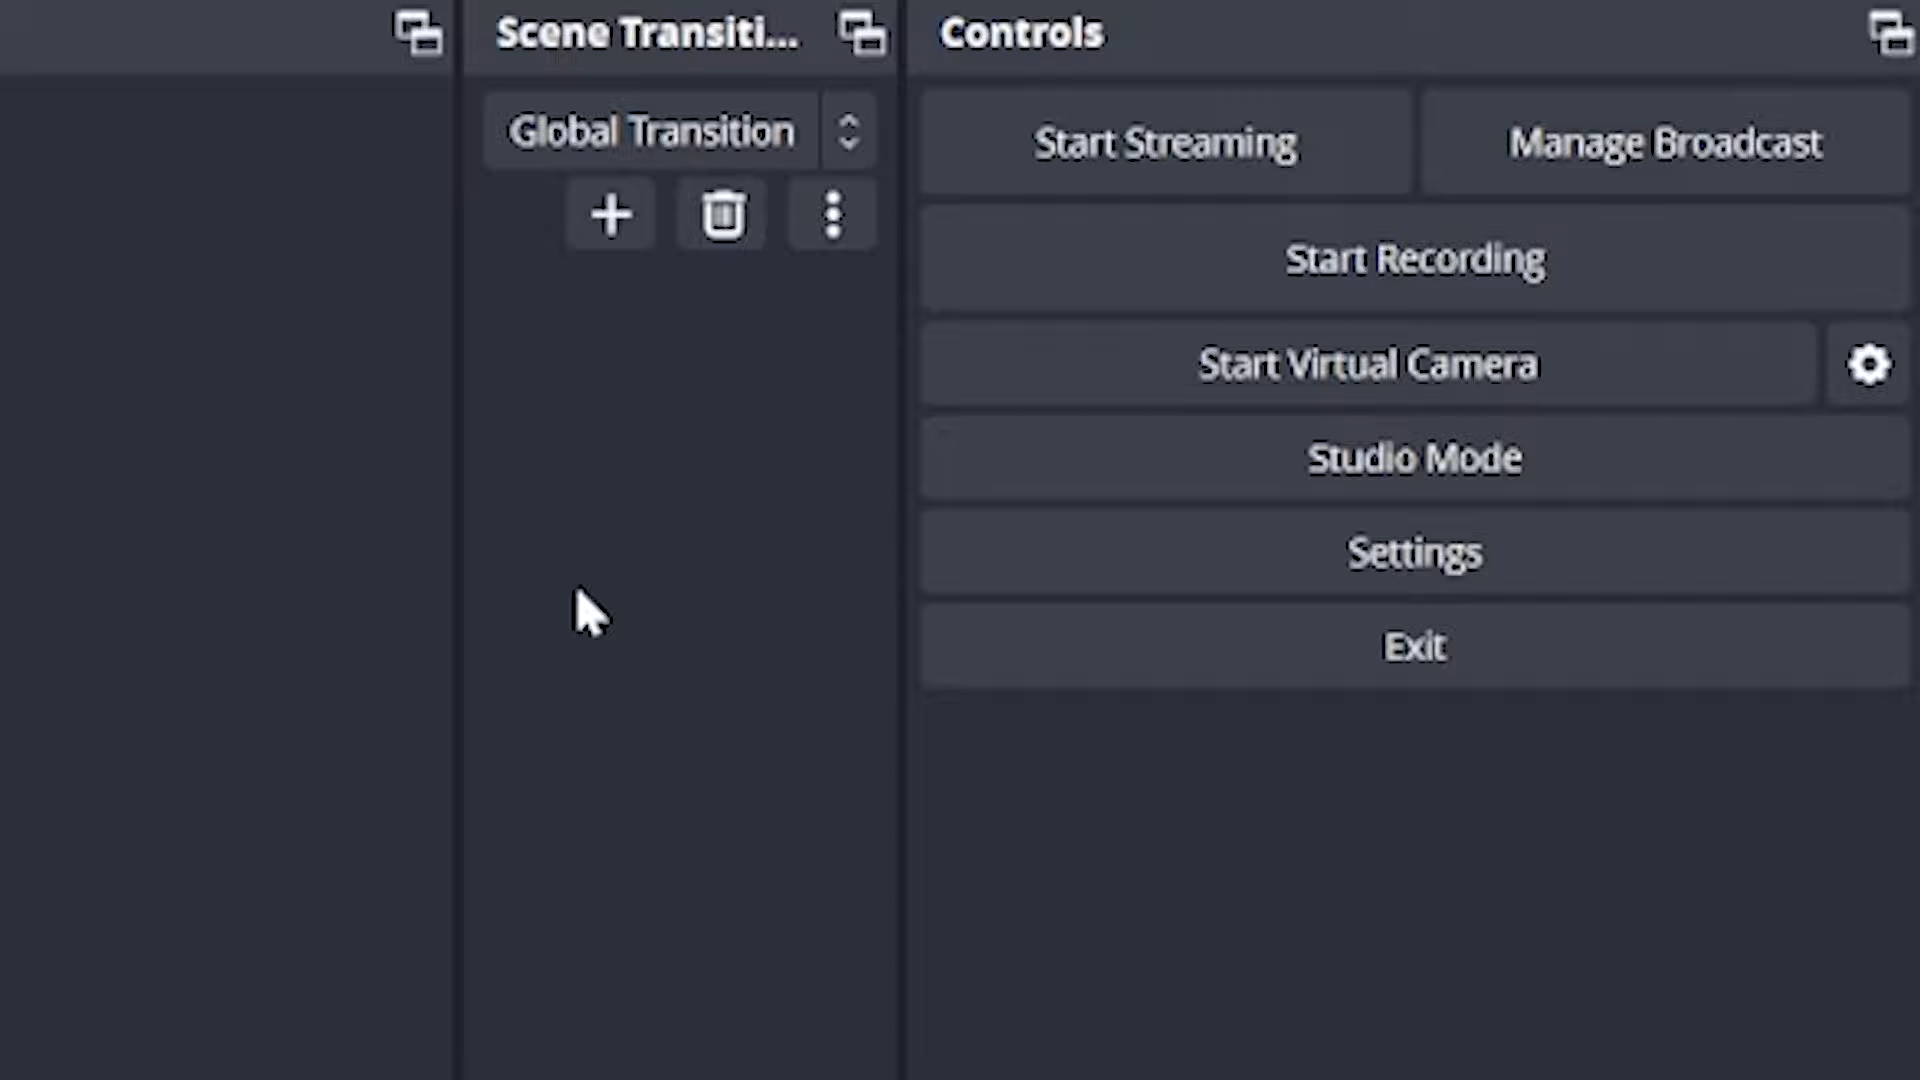 Scene Transiti...
Controls
Global Transition
Start Streaming
Manage Broadcast
Start Recording
Start Virtual Camera
Studio Mode
Settings
Exit